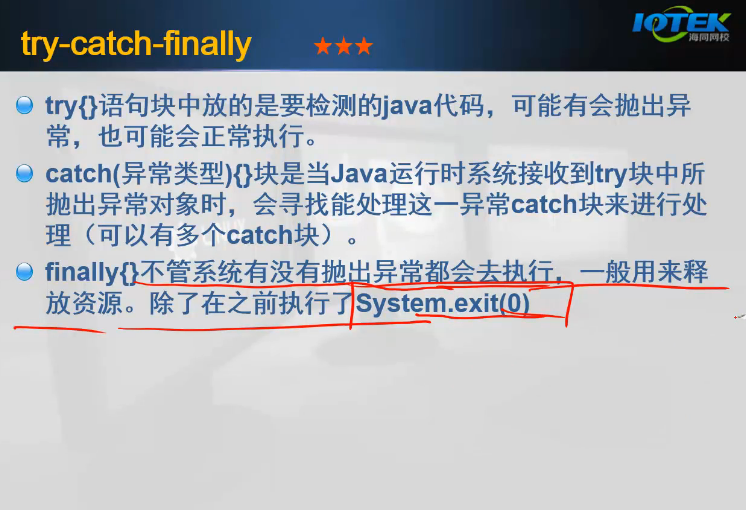 try-catch-finally ★★★
IOTEK
海同网校
try{}语句块中放的是要检测的java代码，可能有会抛出异
常，也可能会正常执行。
catch(异常类型){}块是当Java运行时系统接收到try块中所
抛出异常对象时，会寻找能处理这一异常catch块来进行处
理（可以有多个catch块）。
finally{}不管系统有没有抛出异常都会去执行，一般用来释
放资源。除了在之前执行了System.exit(0)